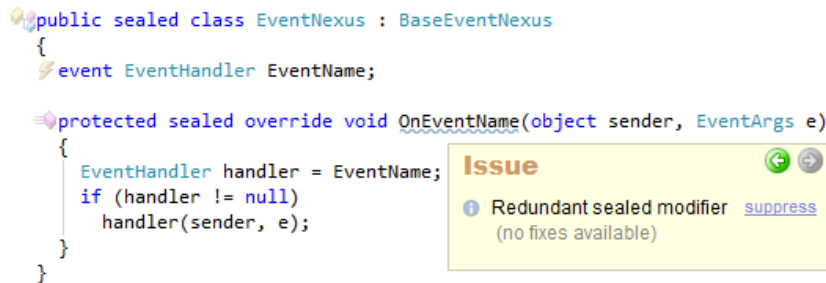 public sealed class EventNexus : BaseEventNexus
{
event EventHandler EventName;
protected sealed override void OnEventName(object sender, EventArgs e)
{
EventHandler handler = EventName;
if (handler != null)
handler(sender, e);
}
}
Issue
Redundant sealed modifier suppress
(no fixes available)